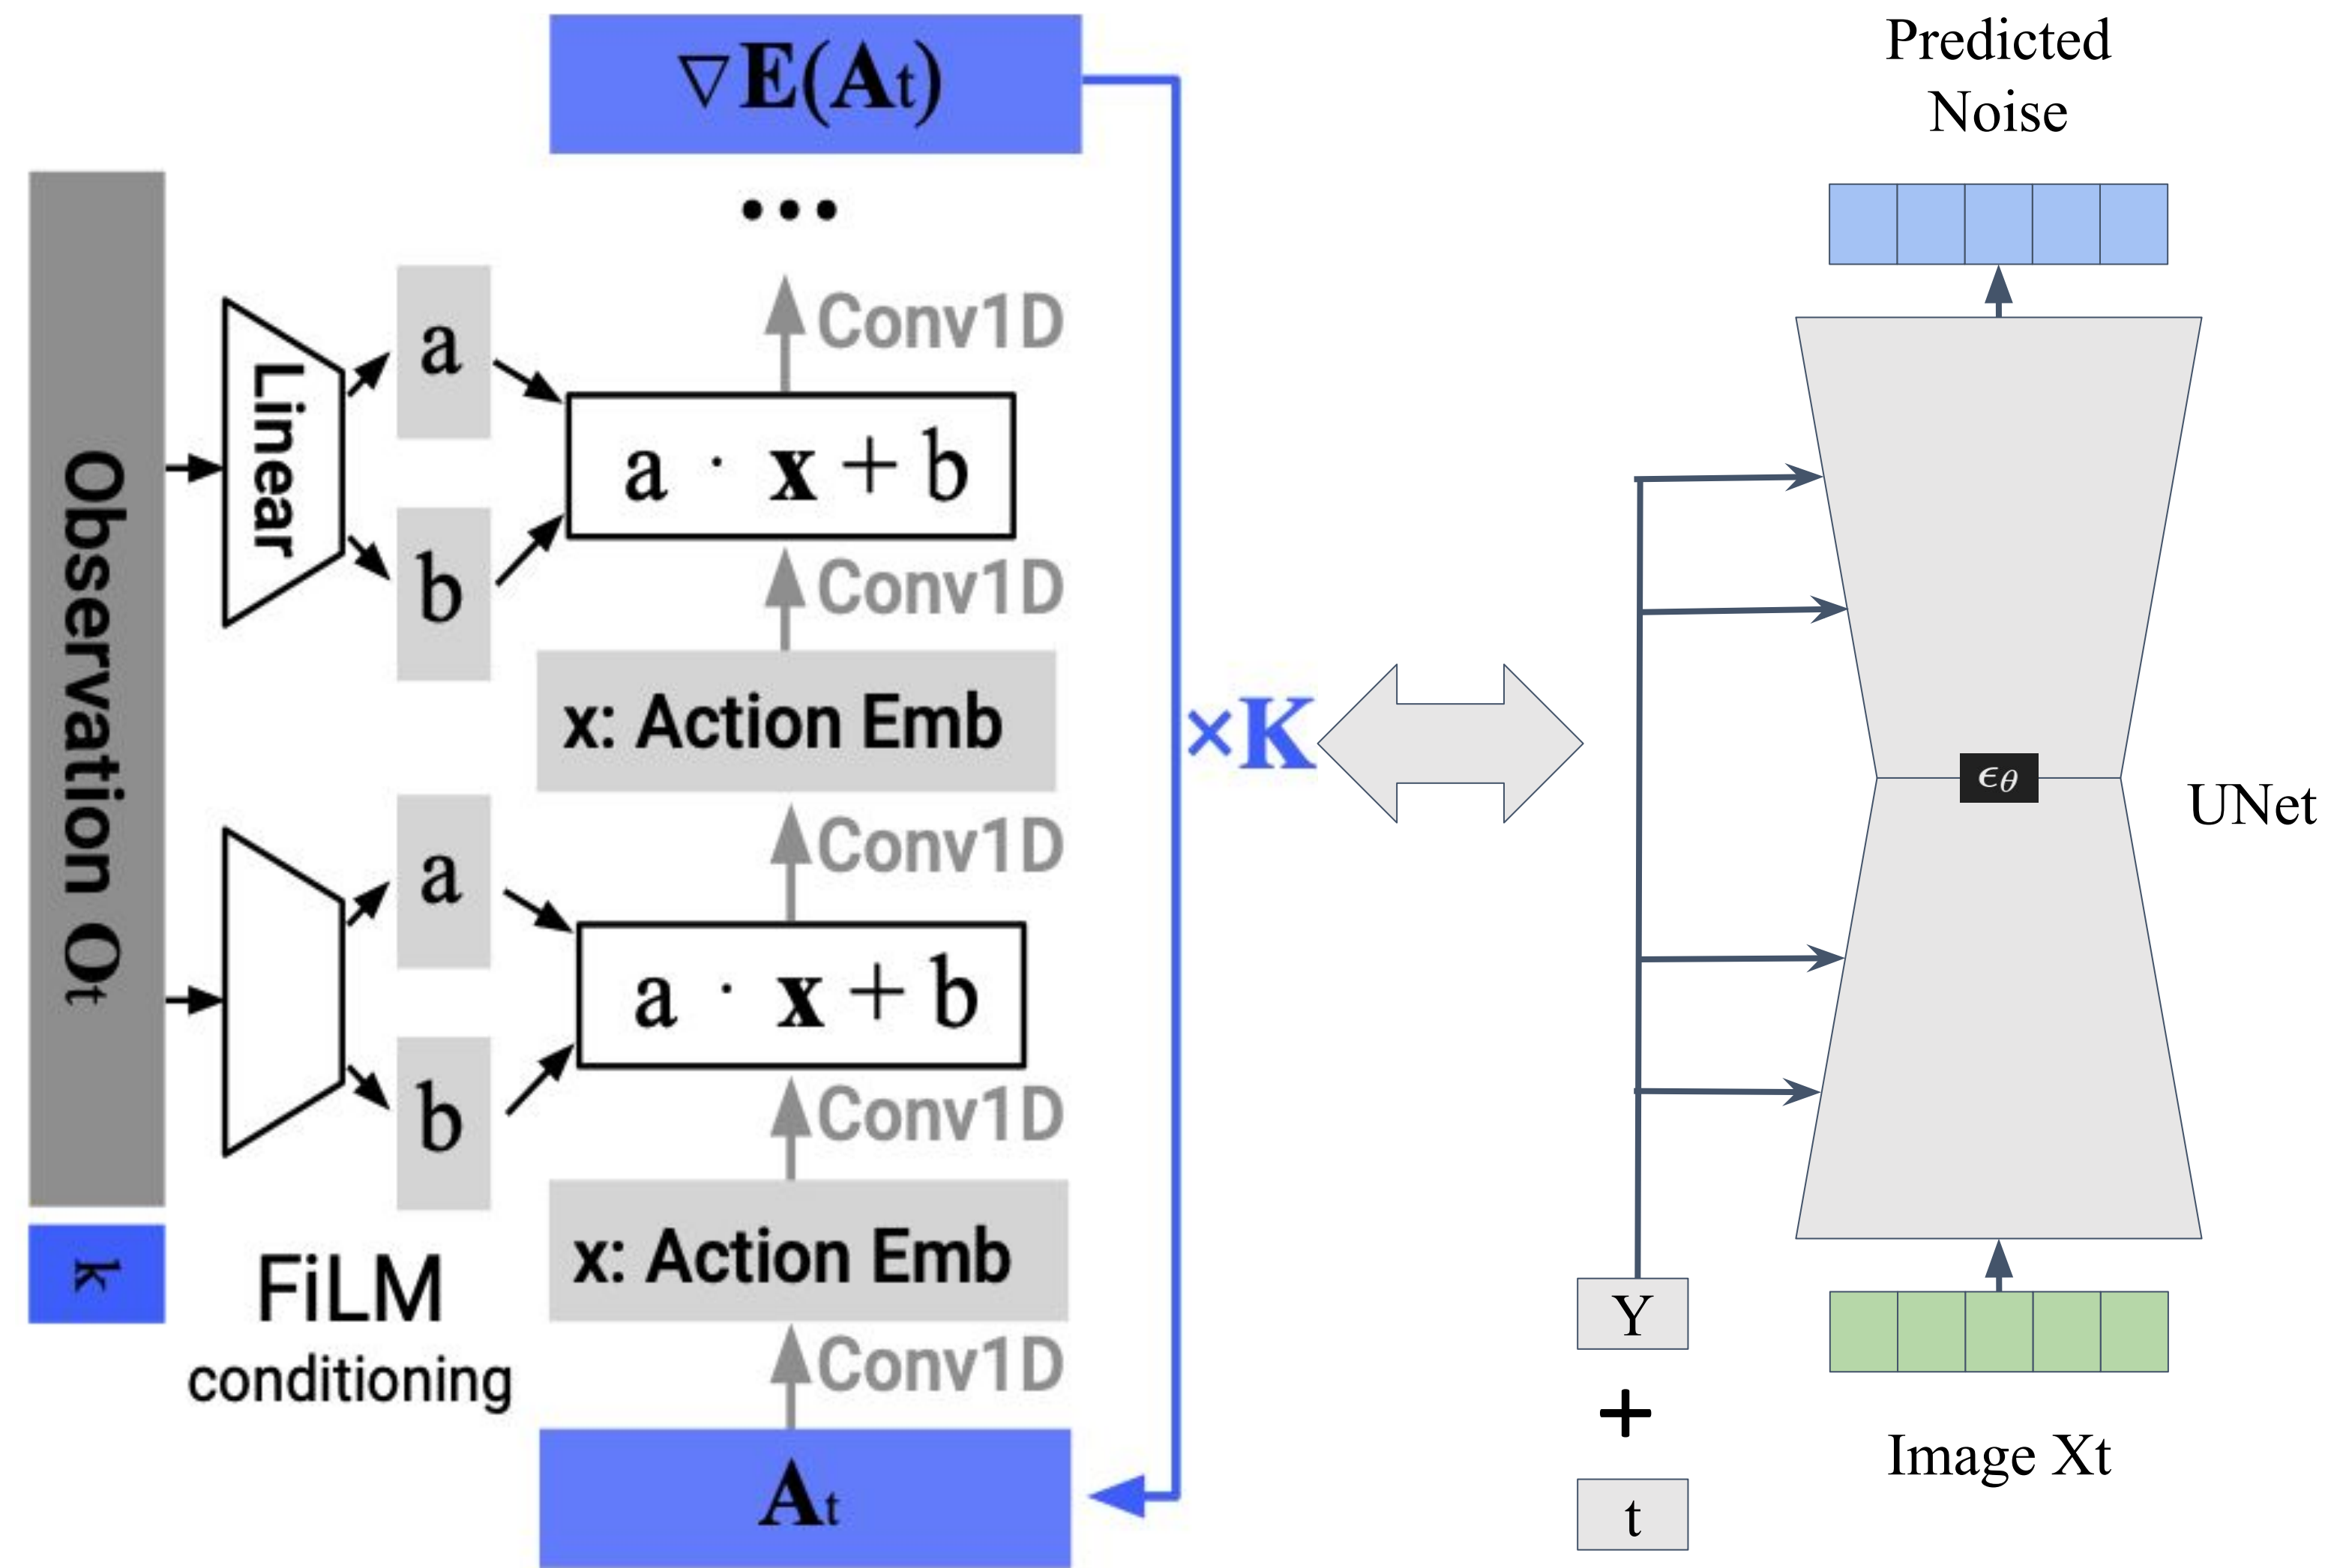 ∇E(At)
...
Conv1D
a
Linear
a · x + b
b
Conv1D
x: Action Emb
Observation Ot
Conv1D
a
a · x + b
b
Conv1D
x: Action Emb
k
FiLM
conditioning
Conv1D
At
×K
Predicted
Noise
ϵθ
UNet
Y
+
t
Image Xt